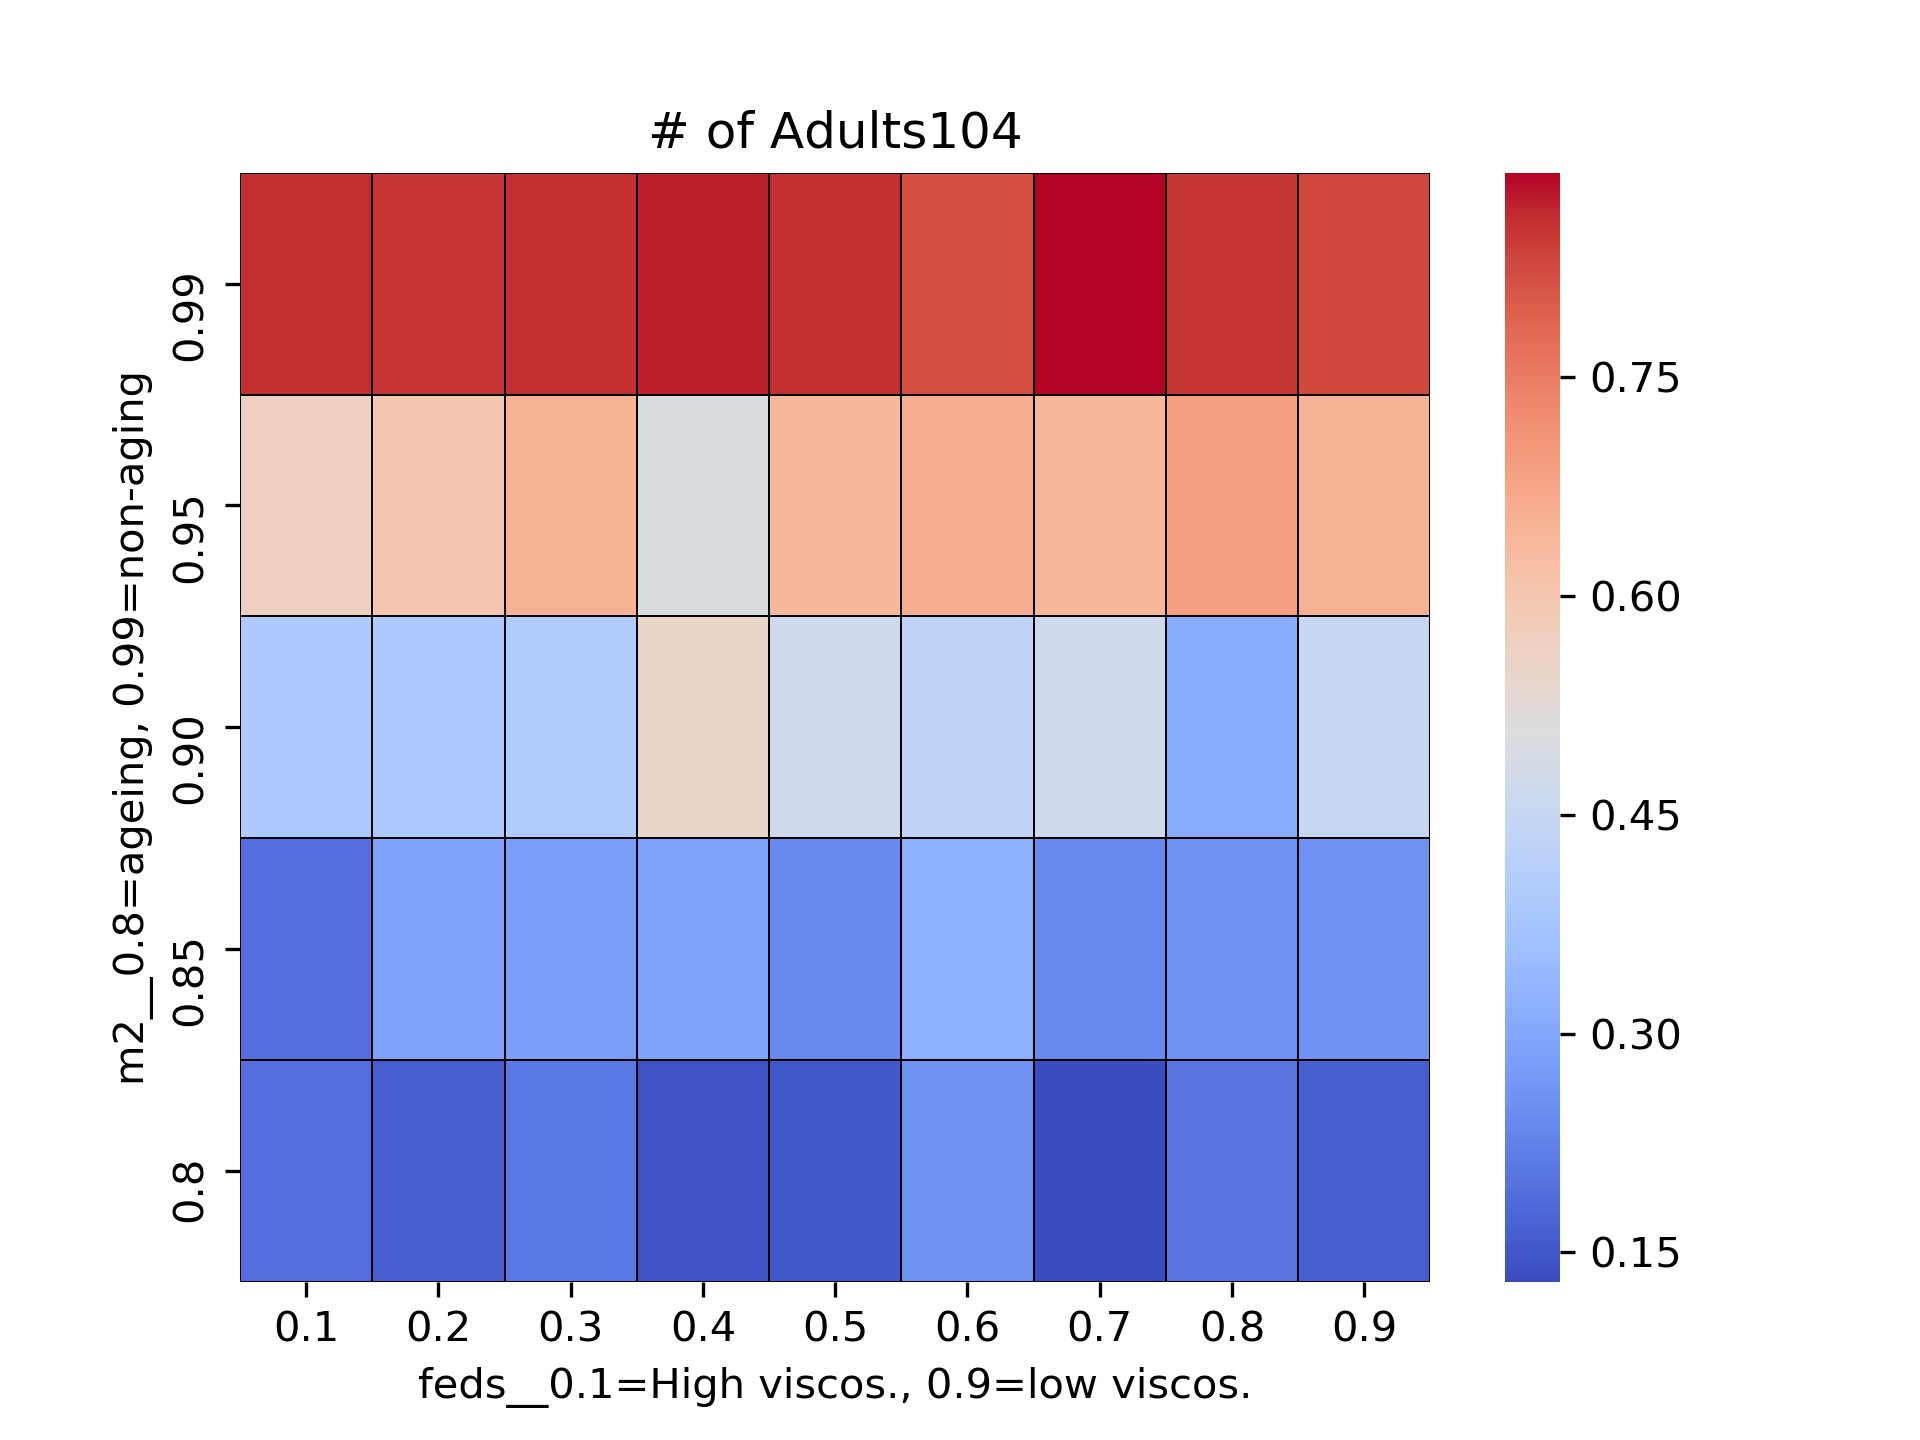 # of Adults104
m2__0.8=ageing, 0.99=non-aging
0.99
0.95
0.90
0.85
0.8
0.1 0.2 0.3 0.4 0.5 0.6 0.7 0.8 0.9
feds__0.1=High viscos., 0.9=low viscos.
0.75
0.60
0.45
0.30
0.15